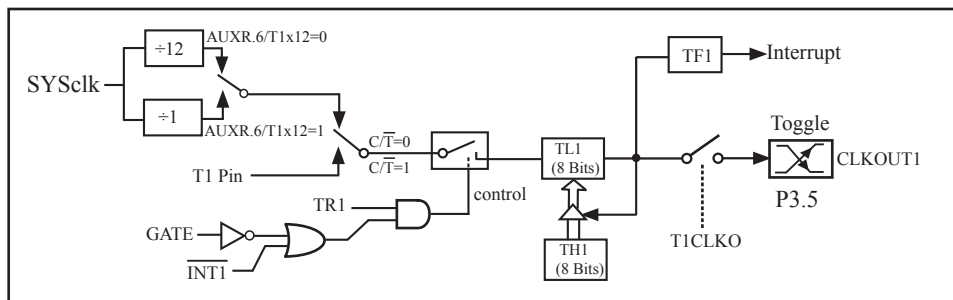 AUXR.6/T1x12=0
÷12
SYSclk
÷1
AUXR.6/T1x12=1
T1 Pin
C/T̅=0
C/T̅=1
TR1
GATE
I̅N̅T̅1̅
control
TL1
(8 Bits)
TH1
(8 Bits)
TF1
Interrupt
Toggle
CLKOUT1
P3.5
T1CLKO